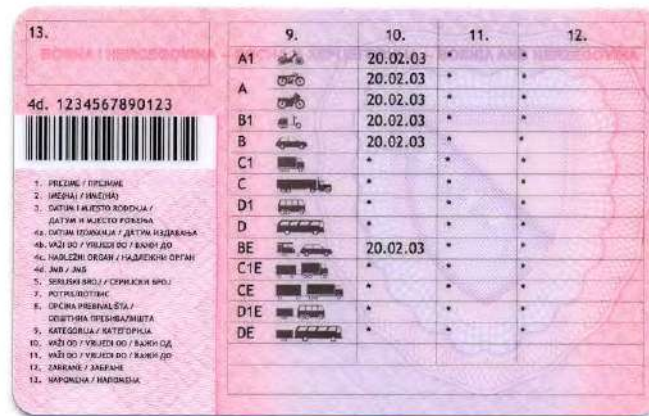 13.
9. 10. 11. 12.
BOSNA I HERCEGOVINA
4d. 1234567890123
A1 20.02.03 * *
A 20.02.03 * *
20.02.03 * *
B1 20.02.03 * *
B 20.02.03 * *
C1 * * *
C * * *
D1 * * *
D * * *
BE 20.02.03 * *
C1E * * *
CE * * *
D1E * * *
DE * * *
1. PREZIME / ПРЕЗИМЕ
2. IME(NA) / ИМЕ(НА)
3. DATUM I MJESTO ROĐENJA /
ДАТУМ И МЈЕСТО РОЂЕЊА
4a. DATUM IZDAVANJA / ДАТУМ ИЗДАВАЊА
4b. VAŽI DO / VRIJEDI DO / ВАЖИ ДО
4c. NADLEŽNI ORGAN / НАДЛЕЖНИ ОРГАН
4d. JMB / ЈМБ
5. SERIJSKI BROJ / СЕРИЈСКИ БРОЈ
7. POTPIS/ПОТПИС
8. OPĆINA PREBIVALIŠTA /
ОПШТИНА ПРЕБИВАЛИШТА
9. KATEGORIJA / КАТЕГОРИЈА
10. VAŽI OD / VRIJEDI OD / ВАЖИ ОД
11. VAŽI DO / VRIJEDI DO / ВАЖИ ДО
12. ZABRANE / ЗАБРАНЕ
13. NAPOMENA / НАПОМЕНА